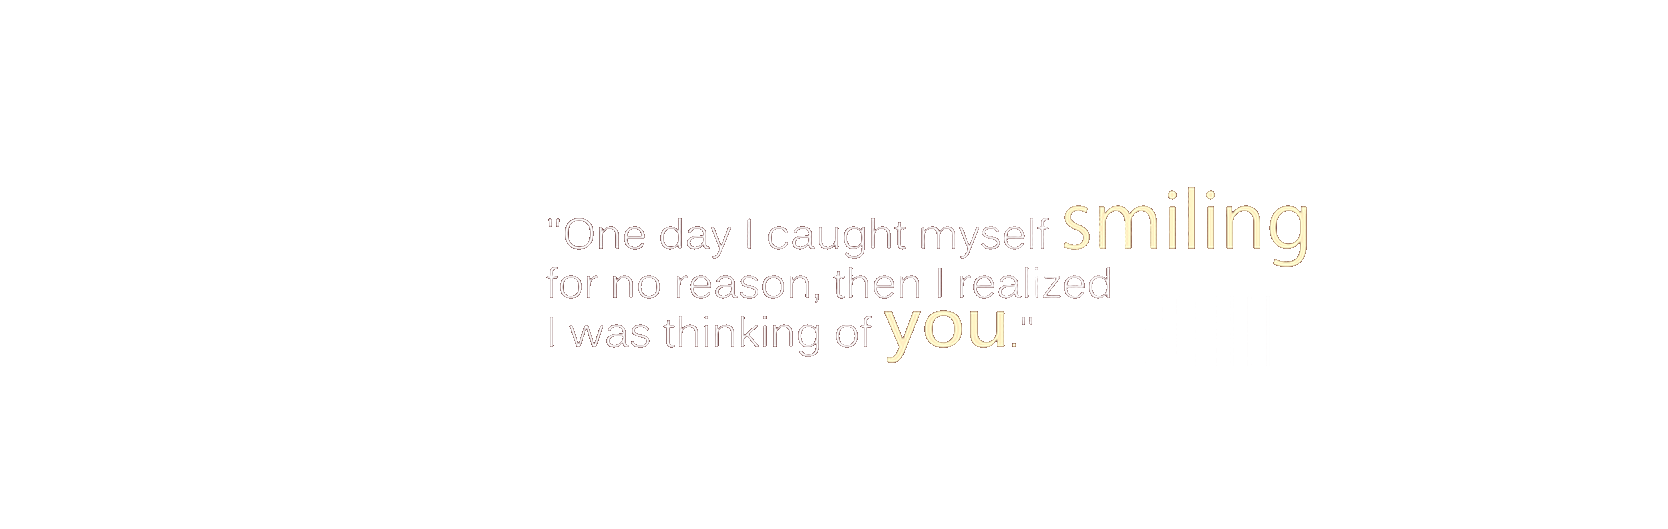 "One day I caught myself smiling
for no reason, then I realized
I was thinking of you."